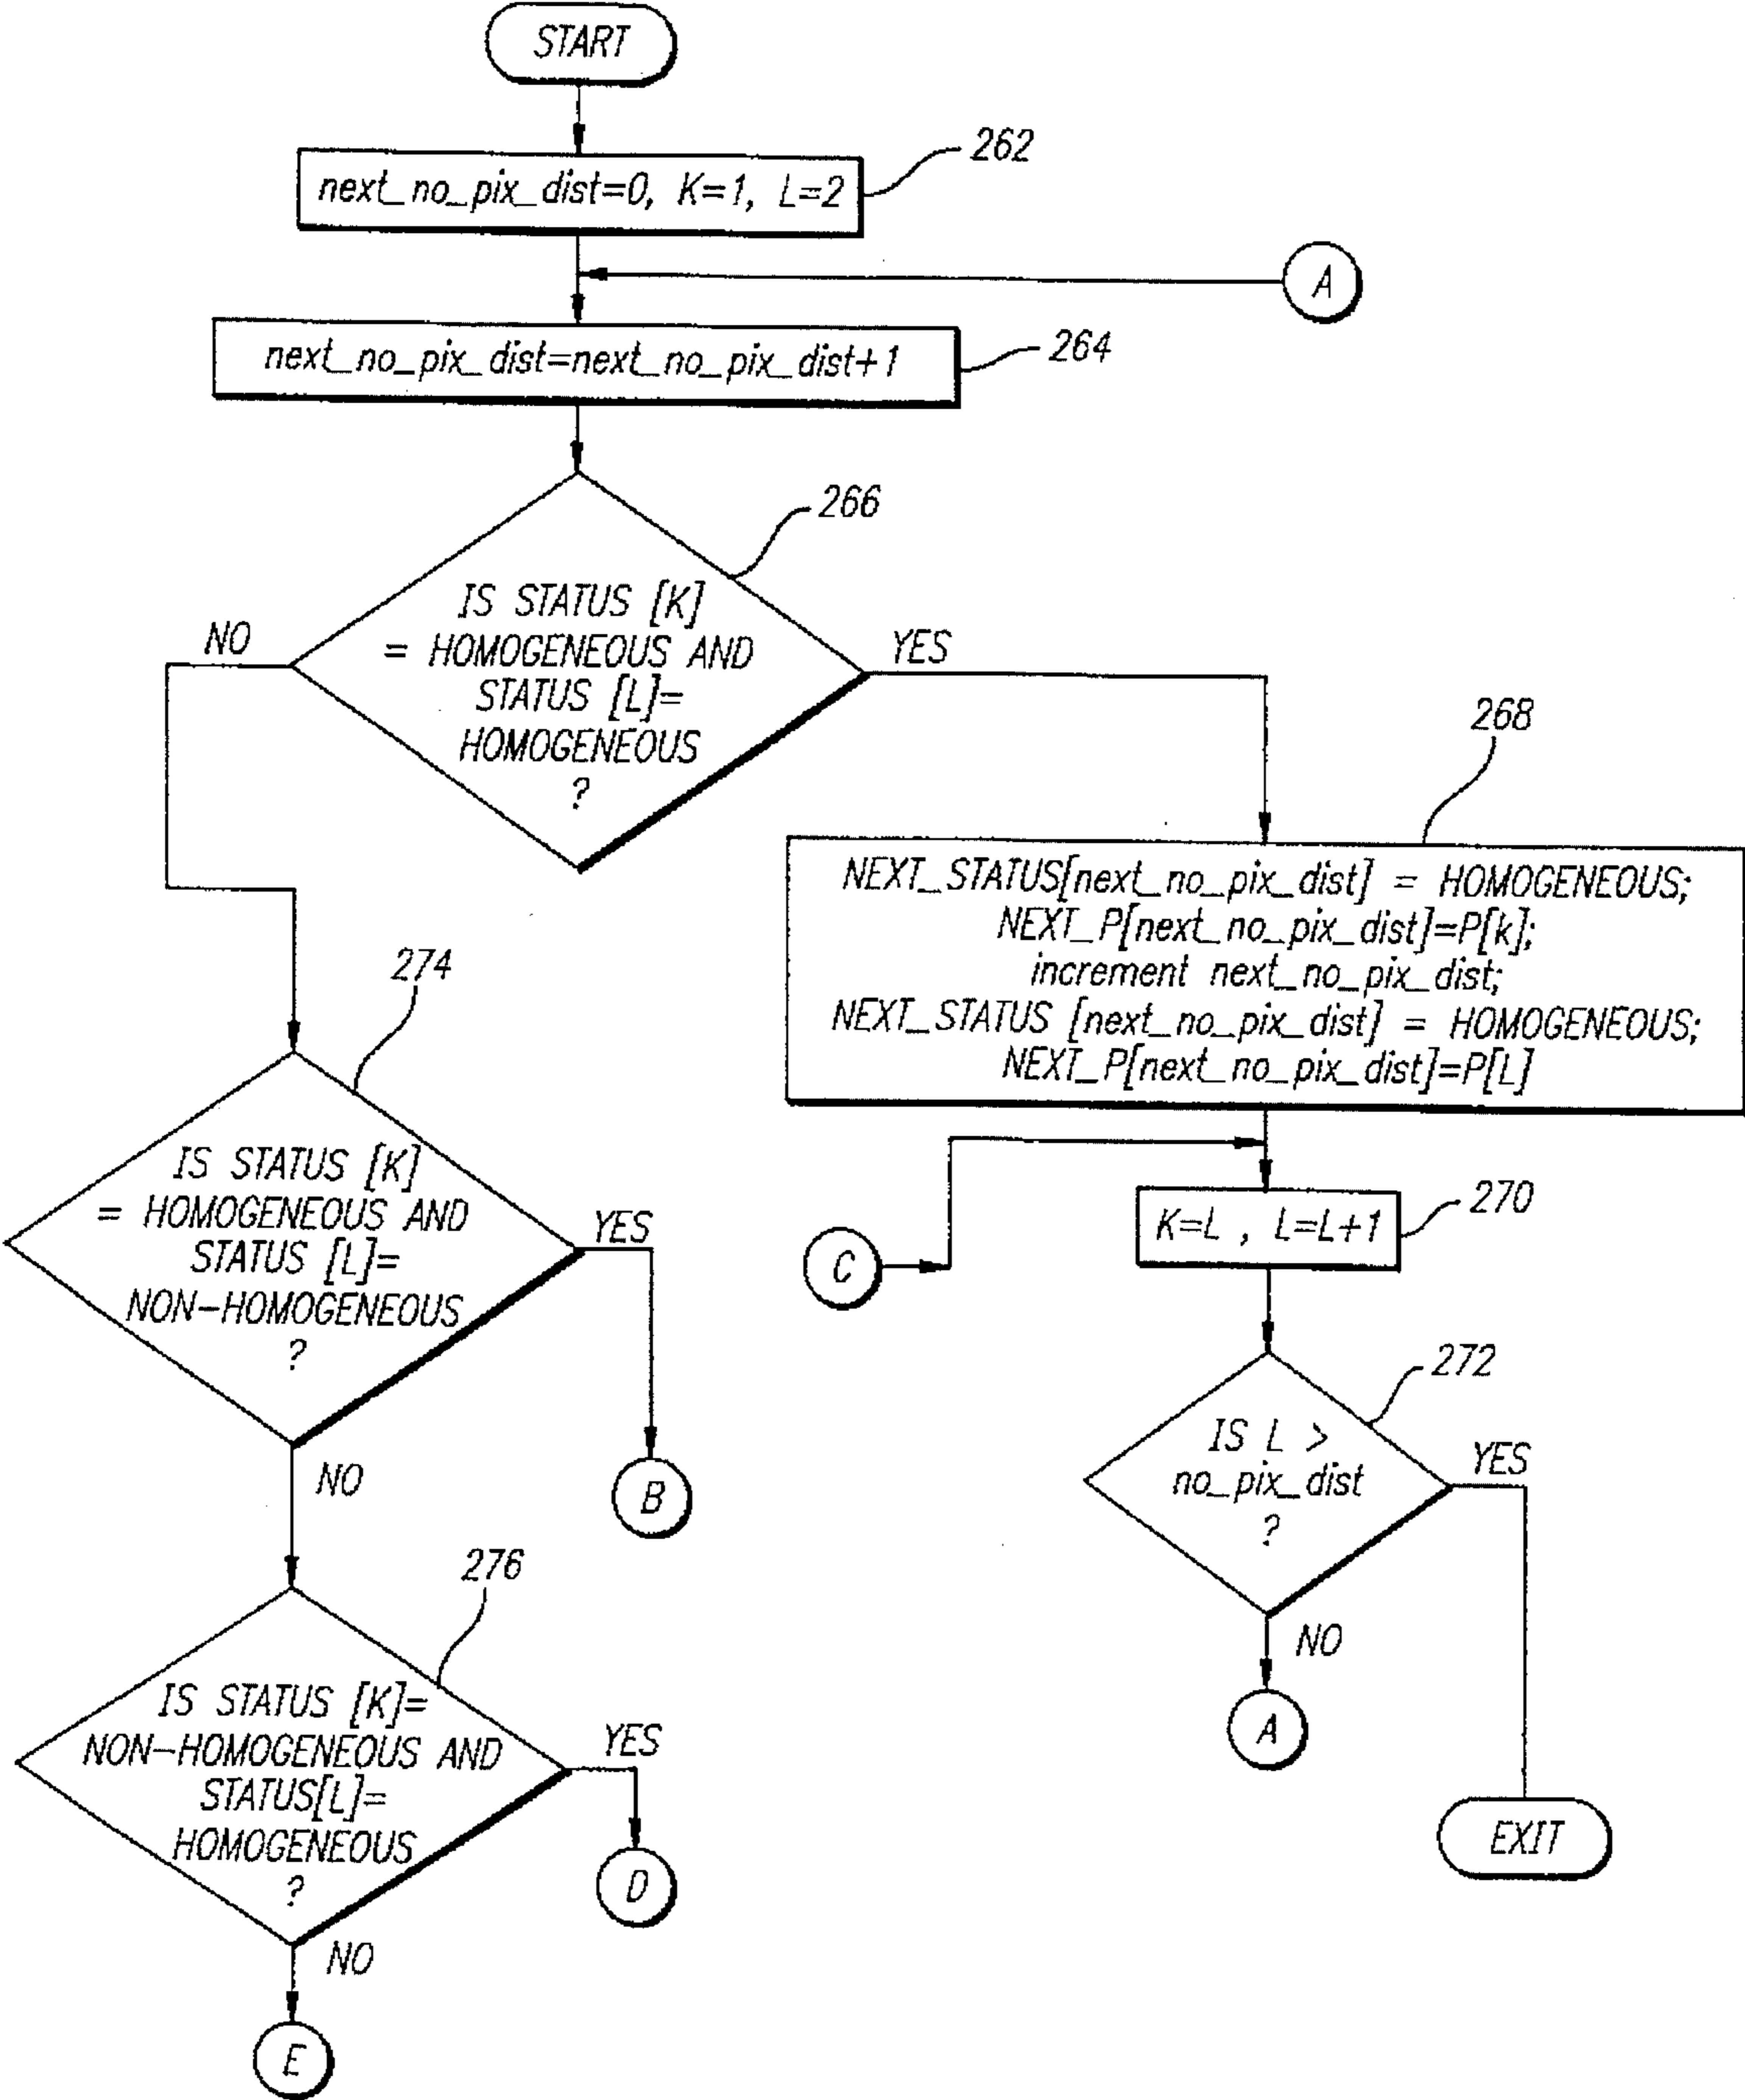 START
262
next_no_pix_dist=0, K=1, L=2
A
next_no_pix_dist=next_no_pix_dist+1
264
266
IS STATUS [K]
= HOMOGENEOUS AND
STATUS [L]=
HOMOGENEOUS
?
NO
YES
268
NEXT_STATUS[next_no_pix_dist] = HOMOGENEOUS;
NEXT_P[next_no_pix_dist]=P[k];
increment next_no_pix_dist;
NEXT_STATUS [next_no_pix_dist] = HOMOGENEOUS;
NEXT_P[next_no_pix_dist]=P[L]
274
IS STATUS [K]
= HOMOGENEOUS AND
STATUS [L]=
NON-HOMOGENEOUS
?
YES
NO
B
C
K=L , L=L+1
270
272
IS L >
no_pix_dist
?
YES
NO
A
EXIT
276
IS STATUS [K]=
NON-HOMOGENEOUS AND
STATUS[L]=
HOMOGENEOUS
?
YES
D
NO
E